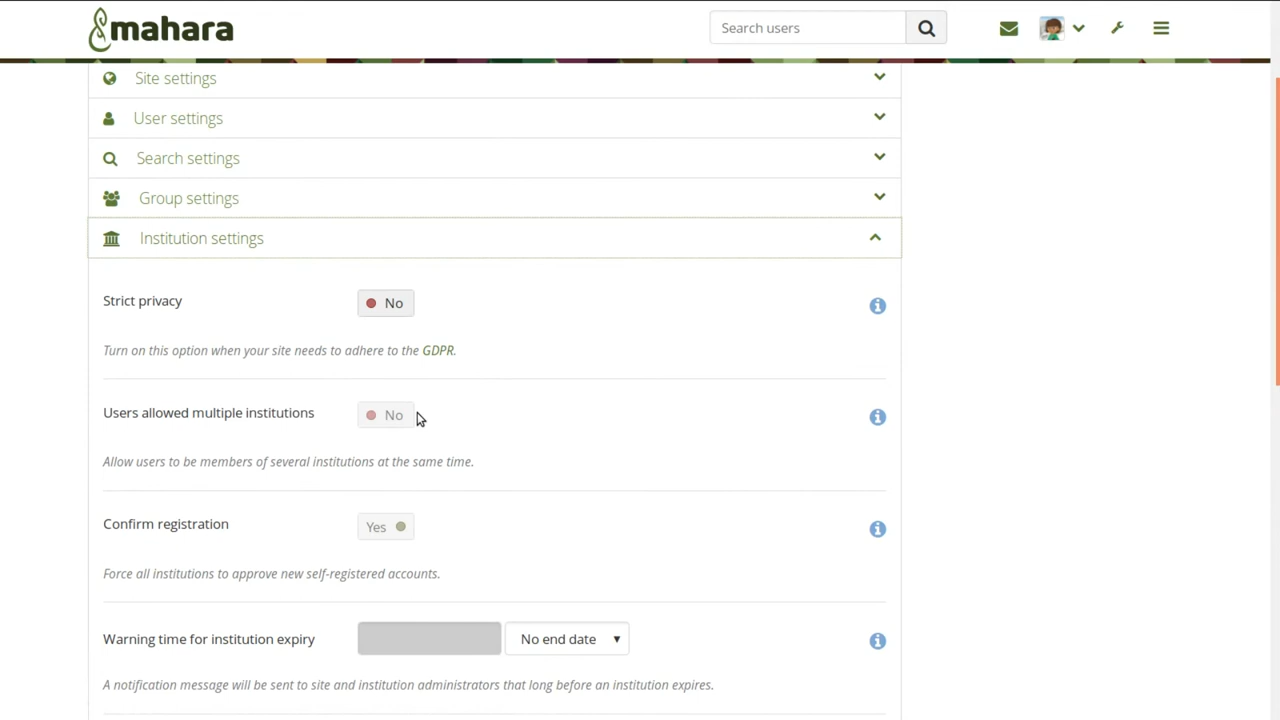 mahara
Search users
Site settings
User settings
Search settings
Group settings
Institution settings
Strict privacy
No
Turn on this option when your site needs to adhere to the GDPR.
Users allowed multiple institutions
No
Allow users to be members of several institutions at the same time.
Confirm registration
Yes
Force all institutions to approve new self-registered accounts.
Warning time for institution expiry
No end date
A notification message will be sent to site and institution administrators that long before an institution expires.